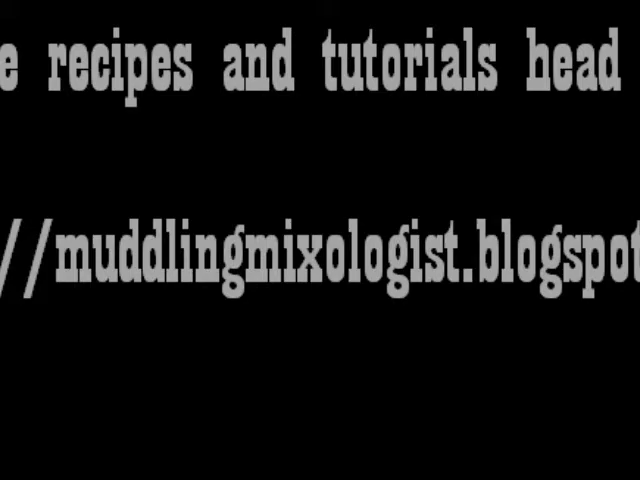 e recipes and tutorials head
//muddlingmixologist.blogspot